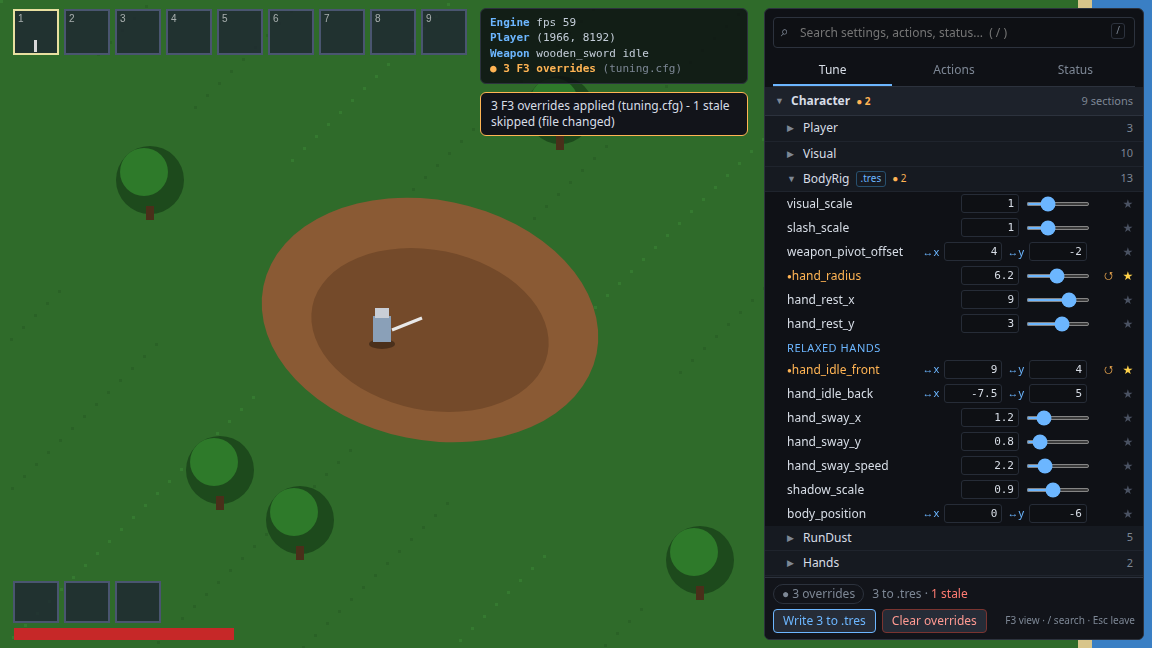 1 2 3 4 5 6 7 8 9
Engine fps 59
Player (1966, 8192)
Weapon wooden_sword idle
● 3 F3 overrides (tuning.cfg)
3 F3 overrides applied (tuning.cfg) - 1 stale
skipped (file changed)
Search settings, actions, status... ( / ) /
Tune Actions Status
▼ Character ● 2 9 sections
▶ Player 3
▶ Visual 10
▼ BodyRig .tres ● 2 13
visual_scale 1 ★
slash_scale 1 ★
weapon_pivot_offset ↔x 4 ↔y -2 ★
•hand_radius 6.2 ↺ ★
hand_rest_x 9 ★
hand_rest_y 3 ★
RELAXED HANDS
•hand_idle_front ↔x 9 ↔y 4 ↺ ★
hand_idle_back ↔x -7.5 ↔y 5 ★
hand_sway_x 1.2 ★
hand_sway_y 0.8 ★
hand_sway_speed 2.2 ★
shadow_scale 0.9 ★
body_position ↔x 0 ↔y -6 ★
▶ RunDust 5
▶ Hands 2
● 3 overrides 3 to .tres · 1 stale
Write 3 to .tres Clear overrides F3 view · / search · Esc leave